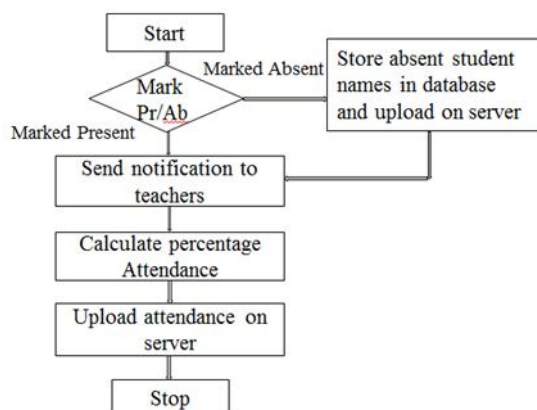 Start
Marked Absent
Mark
Pr/Ab
Store absent student
names in database
and upload on server
Marked Present
Send notification to
teachers
Calculate percentage
Attendance
Upload attendance on
server
Stop